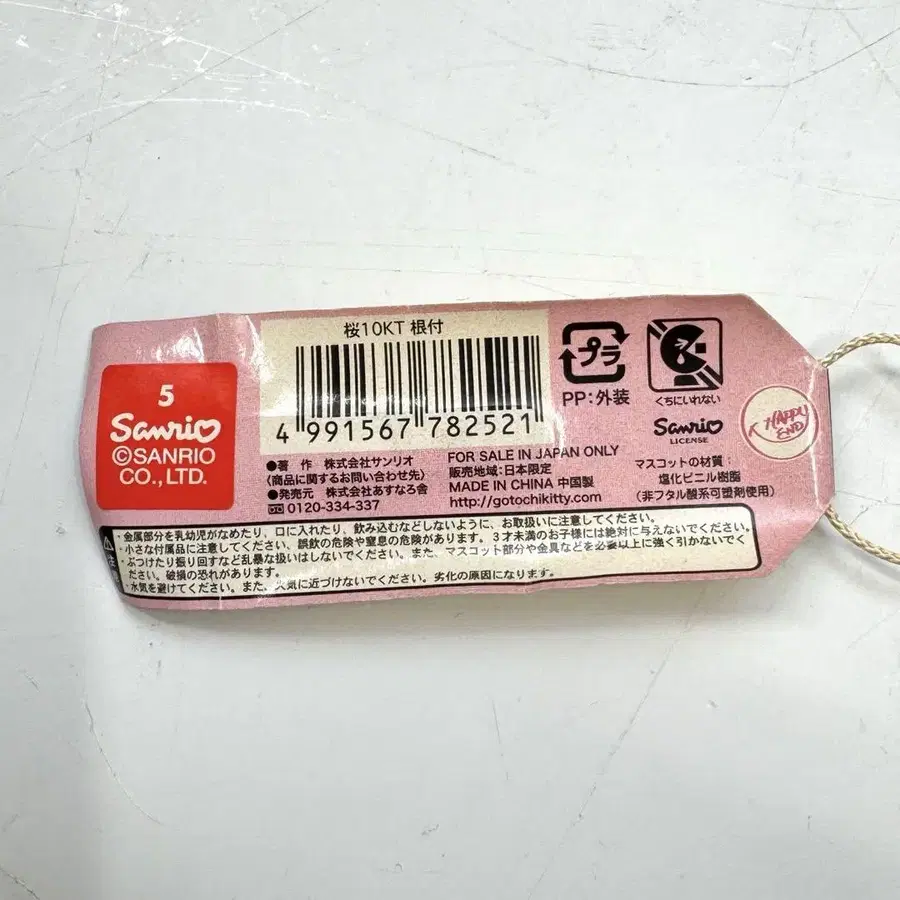 桜10KT 根付
4 991567 782521
5
Sanrio
©SANRIO
CO., LTD.
●著 作 株式会社サンリオ
〈商品に関するお問い合わせ先〉
●発売元 株式会社あすなろ舎
0120-334-337
FOR SALE IN JAPAN ONLY
販売地域:日本限定
MADE IN CHINA 中国製
http://gotochikitty.com/
プラ
PP:外装
くちにいれない
Sanrio
LICENSE
マスコットの材質:
塩化ビニル樹脂
(非フタル酸系可塑剤使用)
HAPPY
END
・金属部分を乳幼児がなめたり、口に入れたり、飲み込むなどしないように、お取扱いに注意してください。
・小さな付属品に注意してください、誤飲の危険や窒息の危険があります。3才未満のお子様には絶対に与えないでください。
・ぶつけたり振り回すなど乱暴な扱いはしないでください。また、マスコット部分や金具などを必要以上に強く引かないでく
ださい。破損の恐れがあります。
・水気を避けてください。また、火気に近づけないでください。劣化の原因になります。